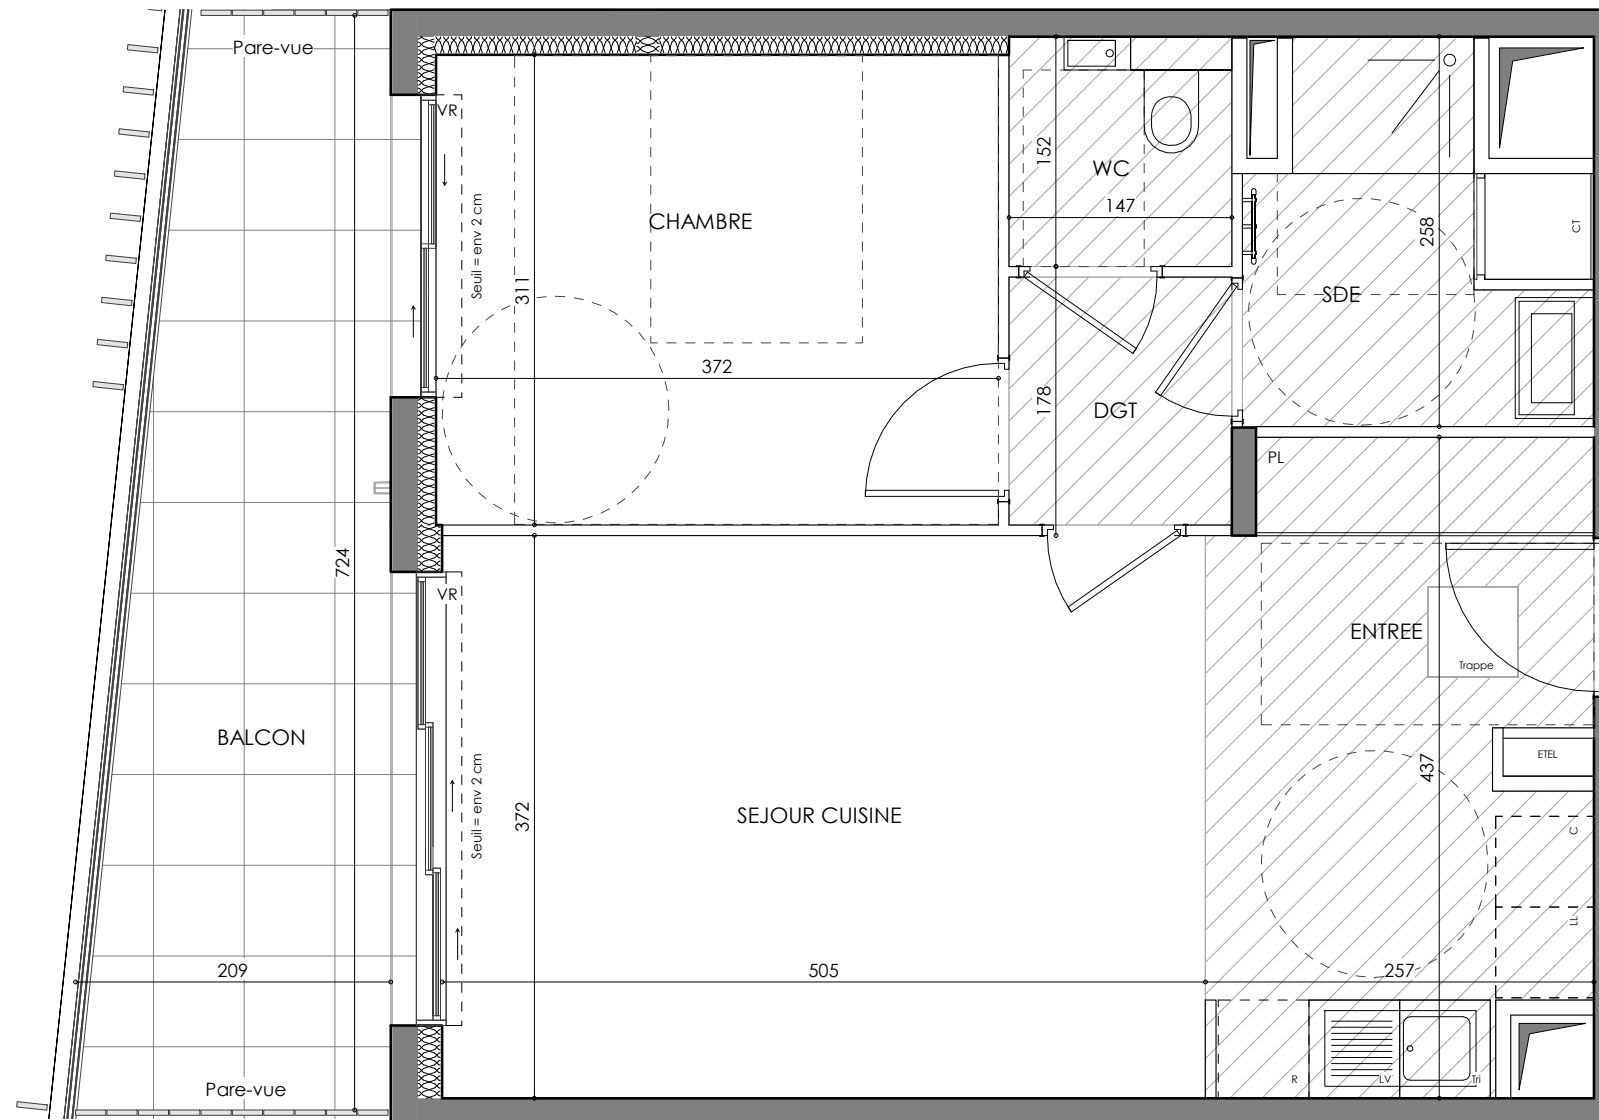 Pare-vue
VR
Seuil = env 2 cm
CHAMBRE
311
372
152
WC
147
178
DGT
258
SDE
CT
PL
724
BALCON
VR
Seuil = env 2 cm
372
SEJOUR CUISINE
505
209
Pare-vue
ENTREE
Trappe
ETEL
437
C
LL
257
R
LV
Tri